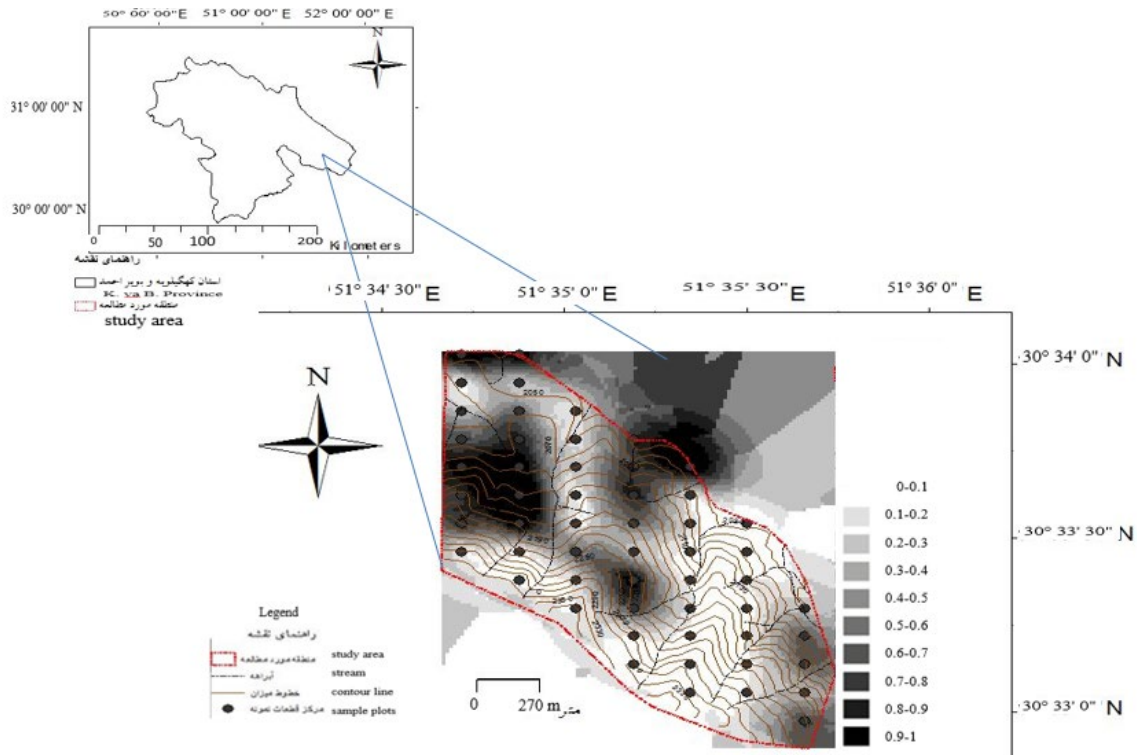 50° 00' 00" E 51° 00' 00" E 52° 00' 00" E
N
31° 00' 00" N
30° 00' 00" N
0 50 100 200 Kilometers
راهنمای نقشه
استان کهگیلویه و بویر احمد
K. va B. Province
منطقه مورد مطالعه
study area
51° 34' 30" E 51° 35' 0" E 51° 35' 30" E 51° 36' 0" E
30° 34' 0" N
N
0-0.1
0.1-0.2
0.2-0.3
30° 33' 30" N
0.3-0.4
0.4-0.5
0.5-0.6
0.6-0.7
0.7-0.8
0.8-0.9
0.9-1
30° 33' 0" N
Legend
راهنمای نقشه
منطقه مورد مطالعه study area
آبراهه stream
خطوط میزان contour line
مرکز قطعات نمونه sample plots
0 270 m متر